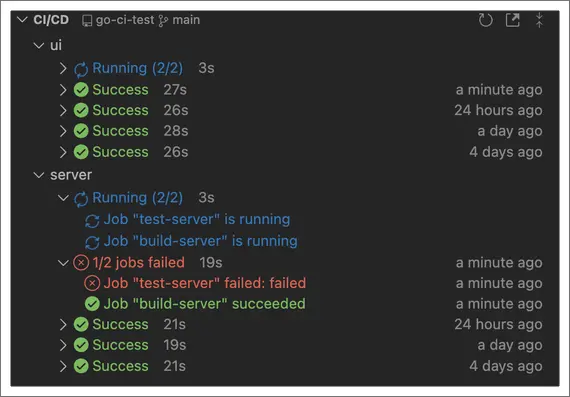 CI/CD go-ci-test main
ui
Running (2/2) 3s
Success 27s a minute ago
Success 26s 24 hours ago
Success 28s a day ago
Success 26s 4 days ago
server
Running (2/2) 3s
Job "test-server" is running
Job "build-server" is running
1/2 jobs failed 19s a minute ago
Job "test-server" failed: failed a minute ago
Job "build-server" succeeded a minute ago
Success 21s 24 hours ago
Success 19s a day ago
Success 21s 4 days ago